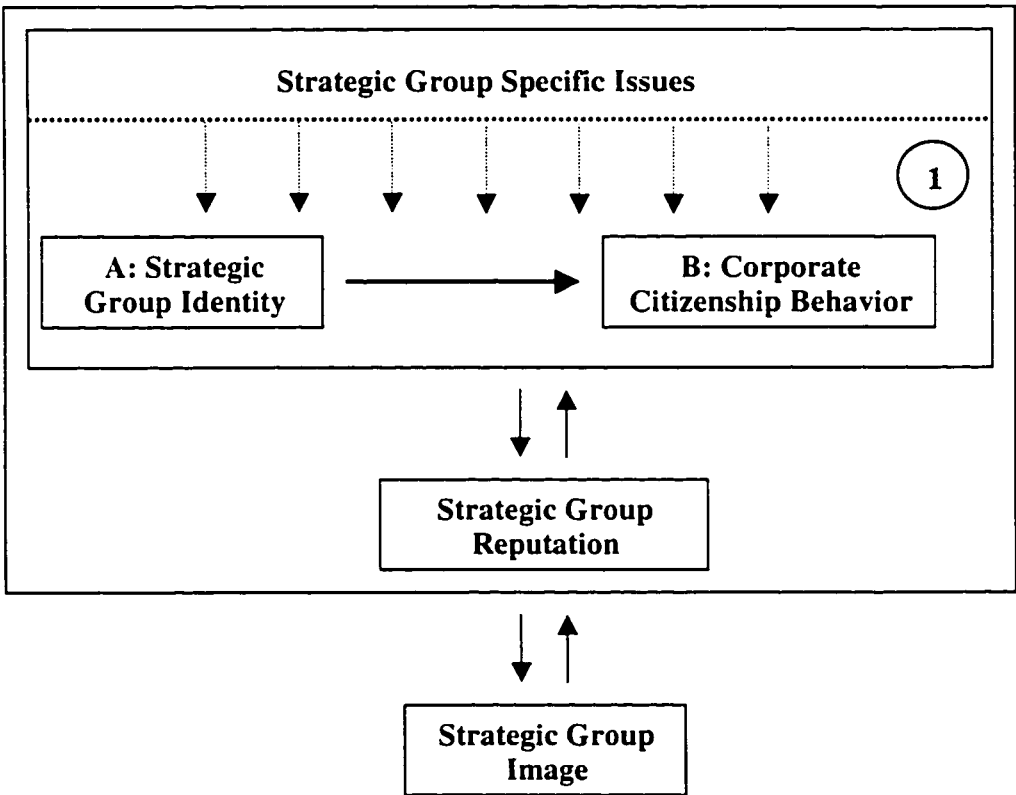 Strategic Group Specific Issues
1
A: Strategic
Group Identity
B: Corporate
Citizenship Behavior
Strategic Group
Reputation
Strategic Group
Image